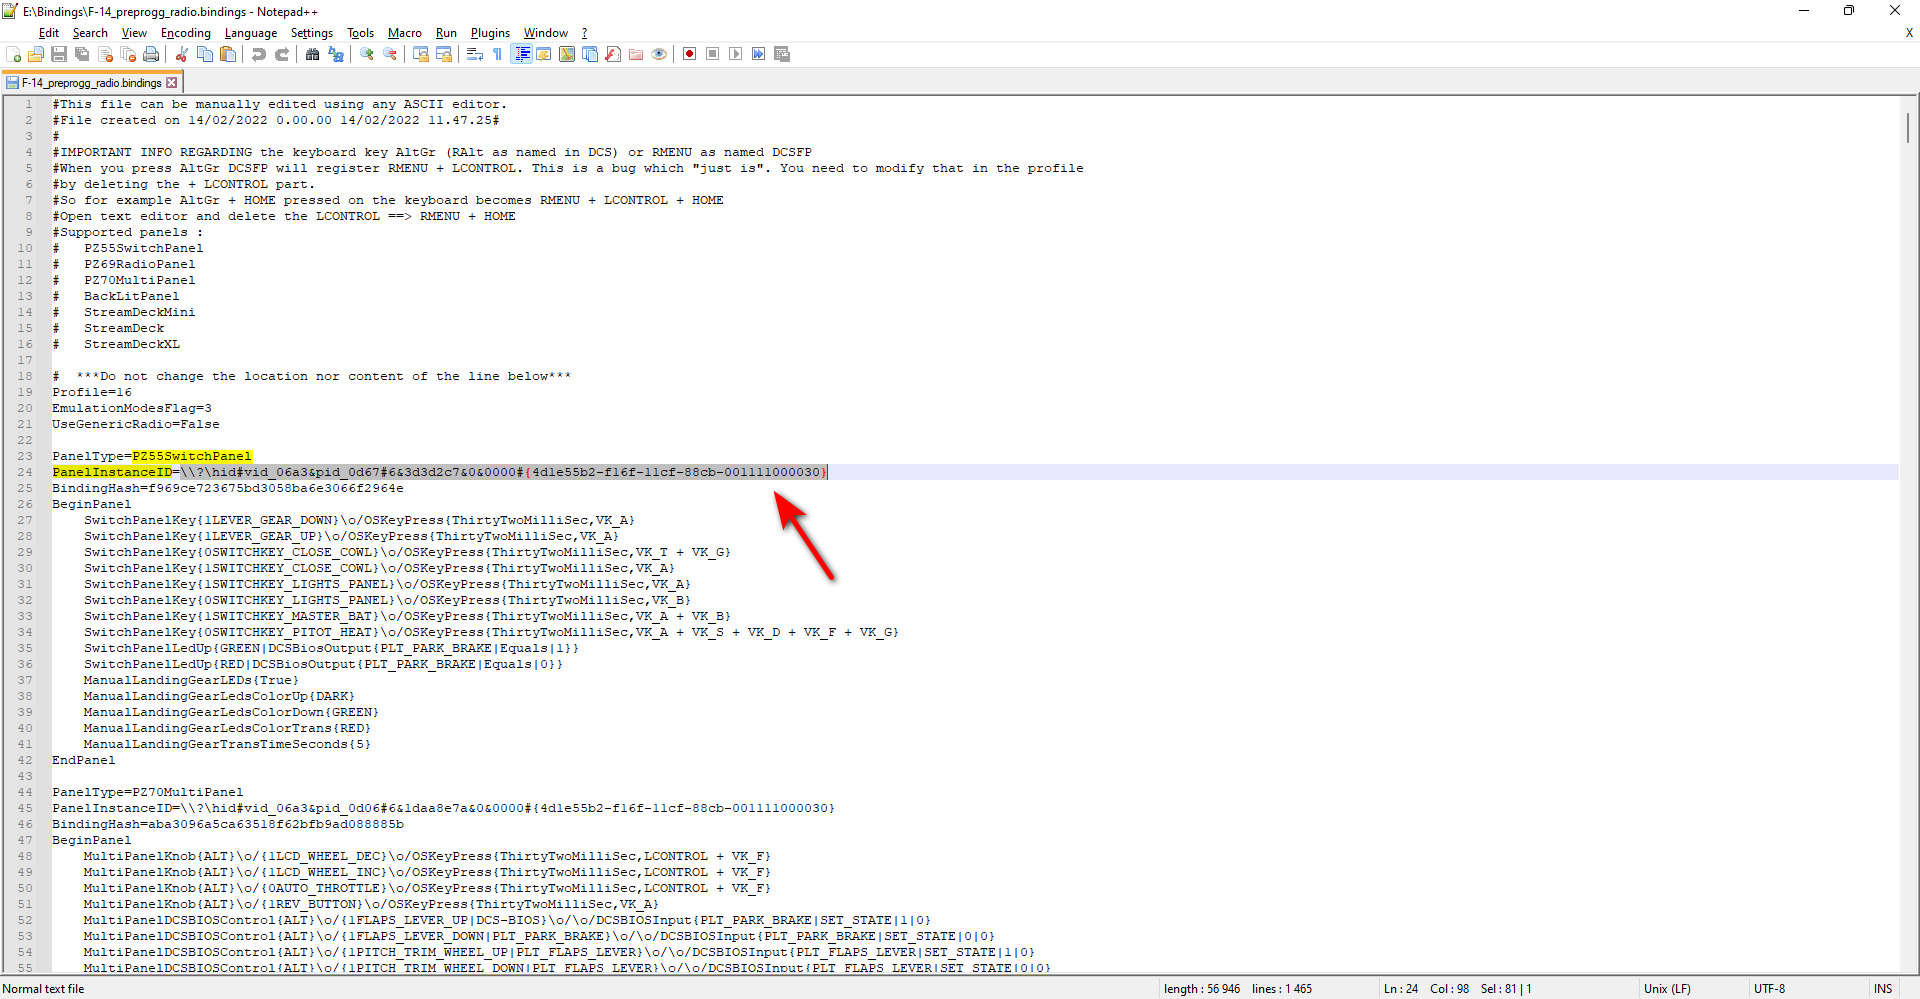 E:\Bindings\F-14_preprogg_radio.bindings - Notepad++
Edit Search View Encoding Language Settings Tools Macro Run Plugins Window ? X
F-14_preprogg_radio.bindings
1 #This file can be manually edited using any ASCII editor.
2 #File created on 14/02/2022 0.00.00 14/02/2022 11.47.25#
3 #
4 #IMPORTANT INFO REGARDING the keyboard key AltGr (RAlt as named in DCS) or RMENU as named DCSFP
5 #When you press AltGr DCSFP will register RMENU + LCONTROL. This is a bug which "just is". You need to modify that in the profile
6 #by deleting the + LCONTROL part.
7 #So for example AltGr + HOME pressed on the keyboard becomes RMENU + LCONTROL + HOME
8 #Open text editor and delete the LCONTROL ==> RMENU + HOME
9 #Supported panels :
10 # PZ55SwitchPanel
11 # PZ69RadioPanel
12 # PZ70MultiPanel
13 # BackLitPanel
14 # StreamDeckMini
15 # StreamDeck
16 # StreamDeckXL
17
18 # ***Do not change the location nor content of the line below***
19 Profile=16
20 EmulationModesFlag=3
21 UseGenericRadio=False
22
23 PanelType=PZ55SwitchPanel
24 PanelInstanceID=\\?\hid#vid_06a3&pid_0d67#6&3d3d2c7&0&0000#{4d1e55b2-f16f-11cf-88cb-001111000030}
25 BindingHash=f969ce723675bd3058ba6e3066f2964e
26 BeginPanel
27 SwitchPanelKey{1LEVER_GEAR_DOWN}\o/OSKeyPress{ThirtyTwoMilliSec,VK_A}
28 SwitchPanelKey{1LEVER_GEAR_UP}\o/OSKeyPress{ThirtyTwoMilliSec,VK_A}
29 SwitchPanelKey{0SWITCHKEY_CLOSE_COWL}\o/OSKeyPress{ThirtyTwoMilliSec,VK_T + VK_G}
30 SwitchPanelKey{1SWITCHKEY_CLOSE_COWL}\o/OSKeyPress{ThirtyTwoMilliSec,VK_A}
31 SwitchPanelKey{1SWITCHKEY_LIGHTS_PANEL}\o/OSKeyPress{ThirtyTwoMilliSec,VK_A}
32 SwitchPanelKey{0SWITCHKEY_LIGHTS_PANEL}\o/OSKeyPress{ThirtyTwoMilliSec,VK_B}
33 SwitchPanelKey{1SWITCHKEY_MASTER_BAT}\o/OSKeyPress{ThirtyTwoMilliSec,VK_A + VK_B}
34 SwitchPanelKey{0SWITCHKEY_PITOT_HEAT}\o/OSKeyPress{ThirtyTwoMilliSec,VK_A + VK_S + VK_D + VK_F + VK_G}
35 SwitchPanelLedUp{GREEN|DCSBiosOutput{PLT_PARK_BRAKE|Equals|1}}
36 SwitchPanelLedUp{RED|DCSBiosOutput{PLT_PARK_BRAKE|Equals|0}}
37 ManualLandingGearLEDs{True}
38 ManualLandingGearLedsColorUp{DARK}
39 ManualLandingGearLedsColorDown{GREEN}
40 ManualLandingGearLedsColorTrans{RED}
41 ManualLandingGearTransTimeSeconds{5}
42 EndPanel
43
44 PanelType=PZ70MultiPanel
45 PanelInstanceID=\\?\hid#vid_06a3&pid_0d06#6&1daa8e7a&0&0000#{4d1e55b2-f16f-11cf-88cb-001111000030}
46 BindingHash=aba3096a5ca63518f62bfb9ad088885b
47 BeginPanel
48 MultiPanelKnob{ALT}\o/{1LCD_WHEEL_DEC}\o/OSKeyPress{ThirtyTwoMilliSec,LCONTROL + VK_F}
49 MultiPanelKnob{ALT}\o/{1LCD_WHEEL_INC}\o/OSKeyPress{ThirtyTwoMilliSec,LCONTROL + VK_F}
50 MultiPanelKnob{ALT}\o/{0AUTO_THROTTLE}\o/OSKeyPress{ThirtyTwoMilliSec,LCONTROL + VK_F}
51 MultiPanelKnob{ALT}\o/{1REV_BUTTON}\o/OSKeyPress{ThirtyTwoMilliSec,VK_A}
52 MultiPanelDCSBIOSControl{ALT}\o/{1FLAPS_LEVER_UP|DCS-BIOS}\o/\o/DCSBIOSInput{PLT_PARK_BRAKE|SET_STATE|1|0}
53 MultiPanelDCSBIOSControl{ALT}\o/{1FLAPS_LEVER_DOWN|PLT_PARK_BRAKE}\o/\o/DCSBIOSInput{PLT_PARK_BRAKE|SET_STATE|0|0}
54 MultiPanelDCSBIOSControl{ALT}\o/{1PITCH_TRIM_WHEEL_UP|PLT_FLAPS_LEVER}\o/\o/DCSBIOSInput{PLT_FLAPS_LEVER|SET_STATE|1|0}
55 MultiPanelDCSBIOSControl{ALT}\o/{1PITCH_TRIM_WHEEL_DOWN|PLT_FLAPS_LEVER}\o/\o/DCSBIOSInput{PLT_FLAPS_LEVER|SET_STATE|0|0}
Normal text file length : 56 946 lines : 1 465 Ln : 24 Col : 98 Sel : 81 | 1 Unix (LF) UTF-8 INS